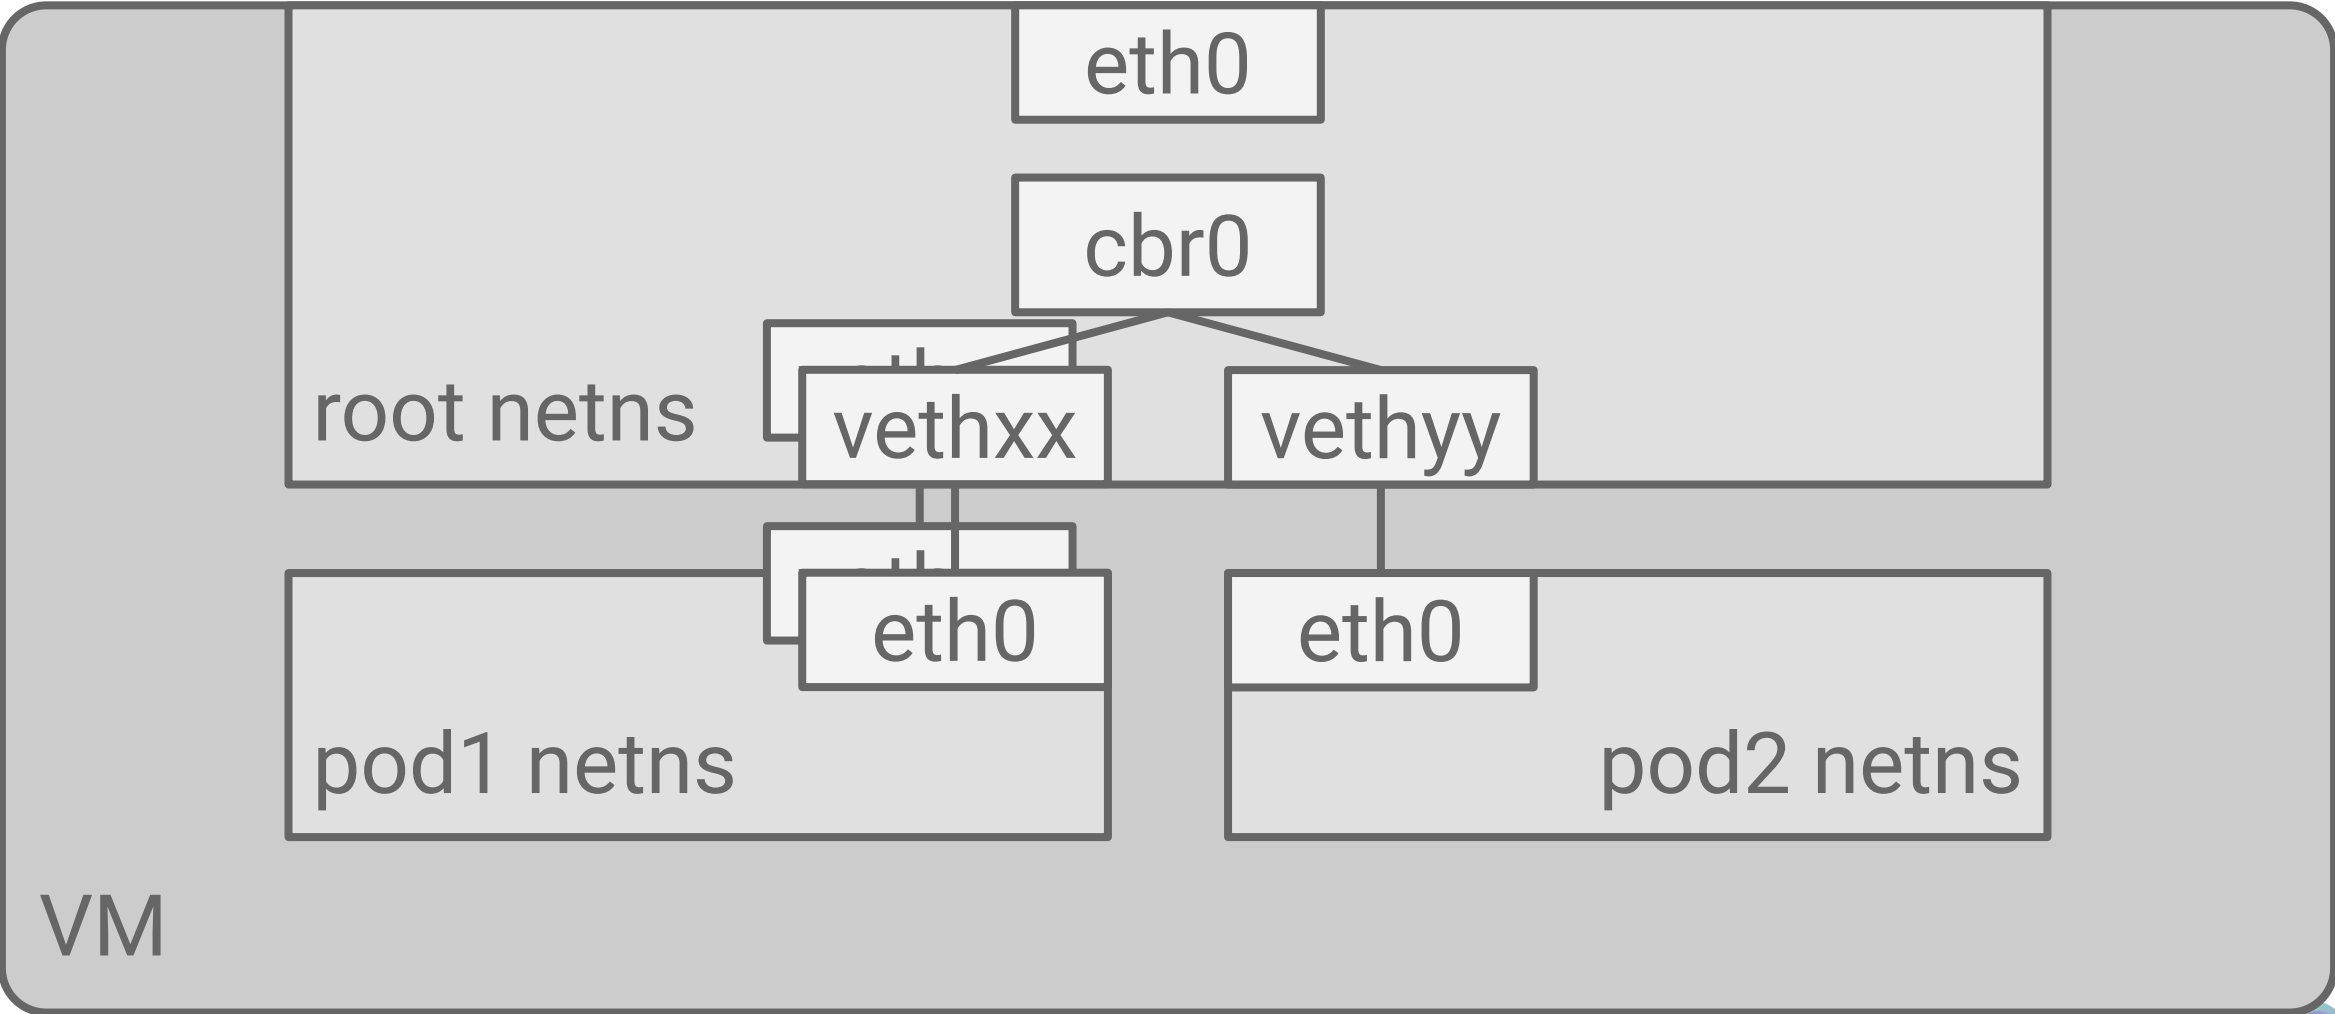 eth0
cbr0
root netns
vethxx
vethyy
eth0
eth0
pod1 netns
pod2 netns
VM